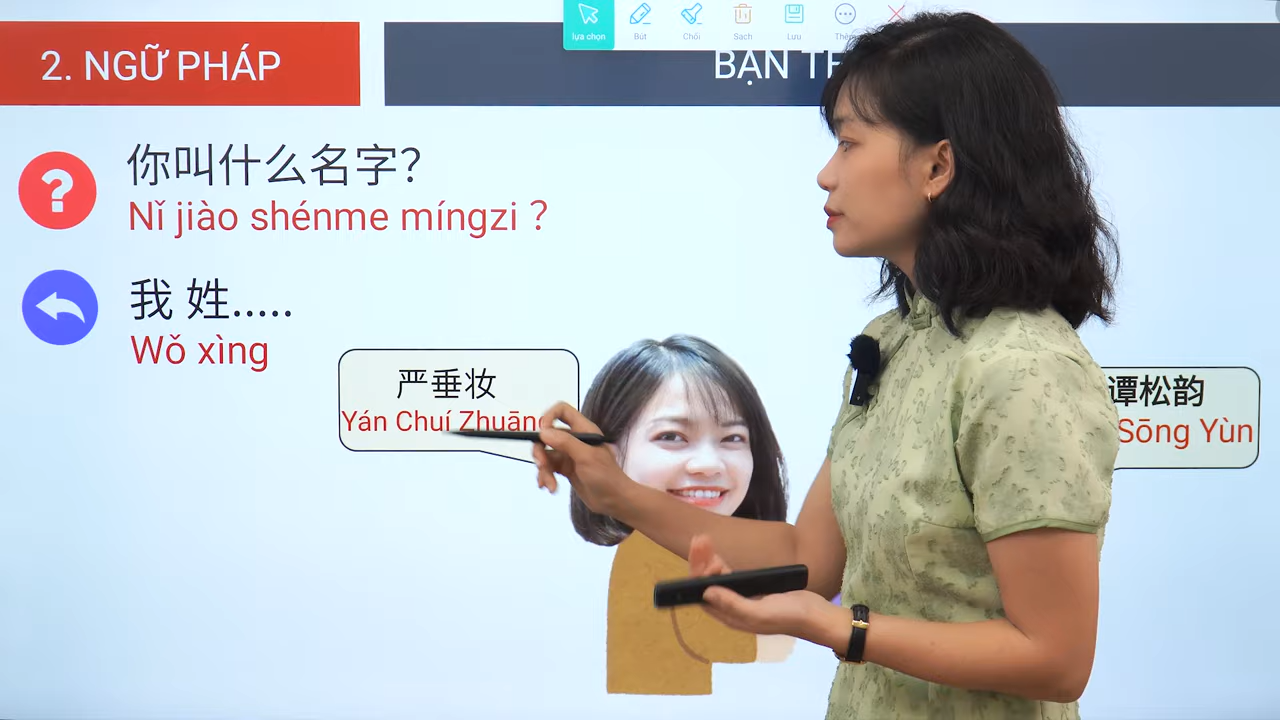 lựa chọn
Bút
Chổi
Sạch
Lưu
2. NGỮ PHÁP
BẠN
你叫什么名字?
Nǐ jiào shénme míngzi ?
我 姓.....
Wǒ xìng
严垂妆
Yán Chuí
谭松韵
Sōng Yùn